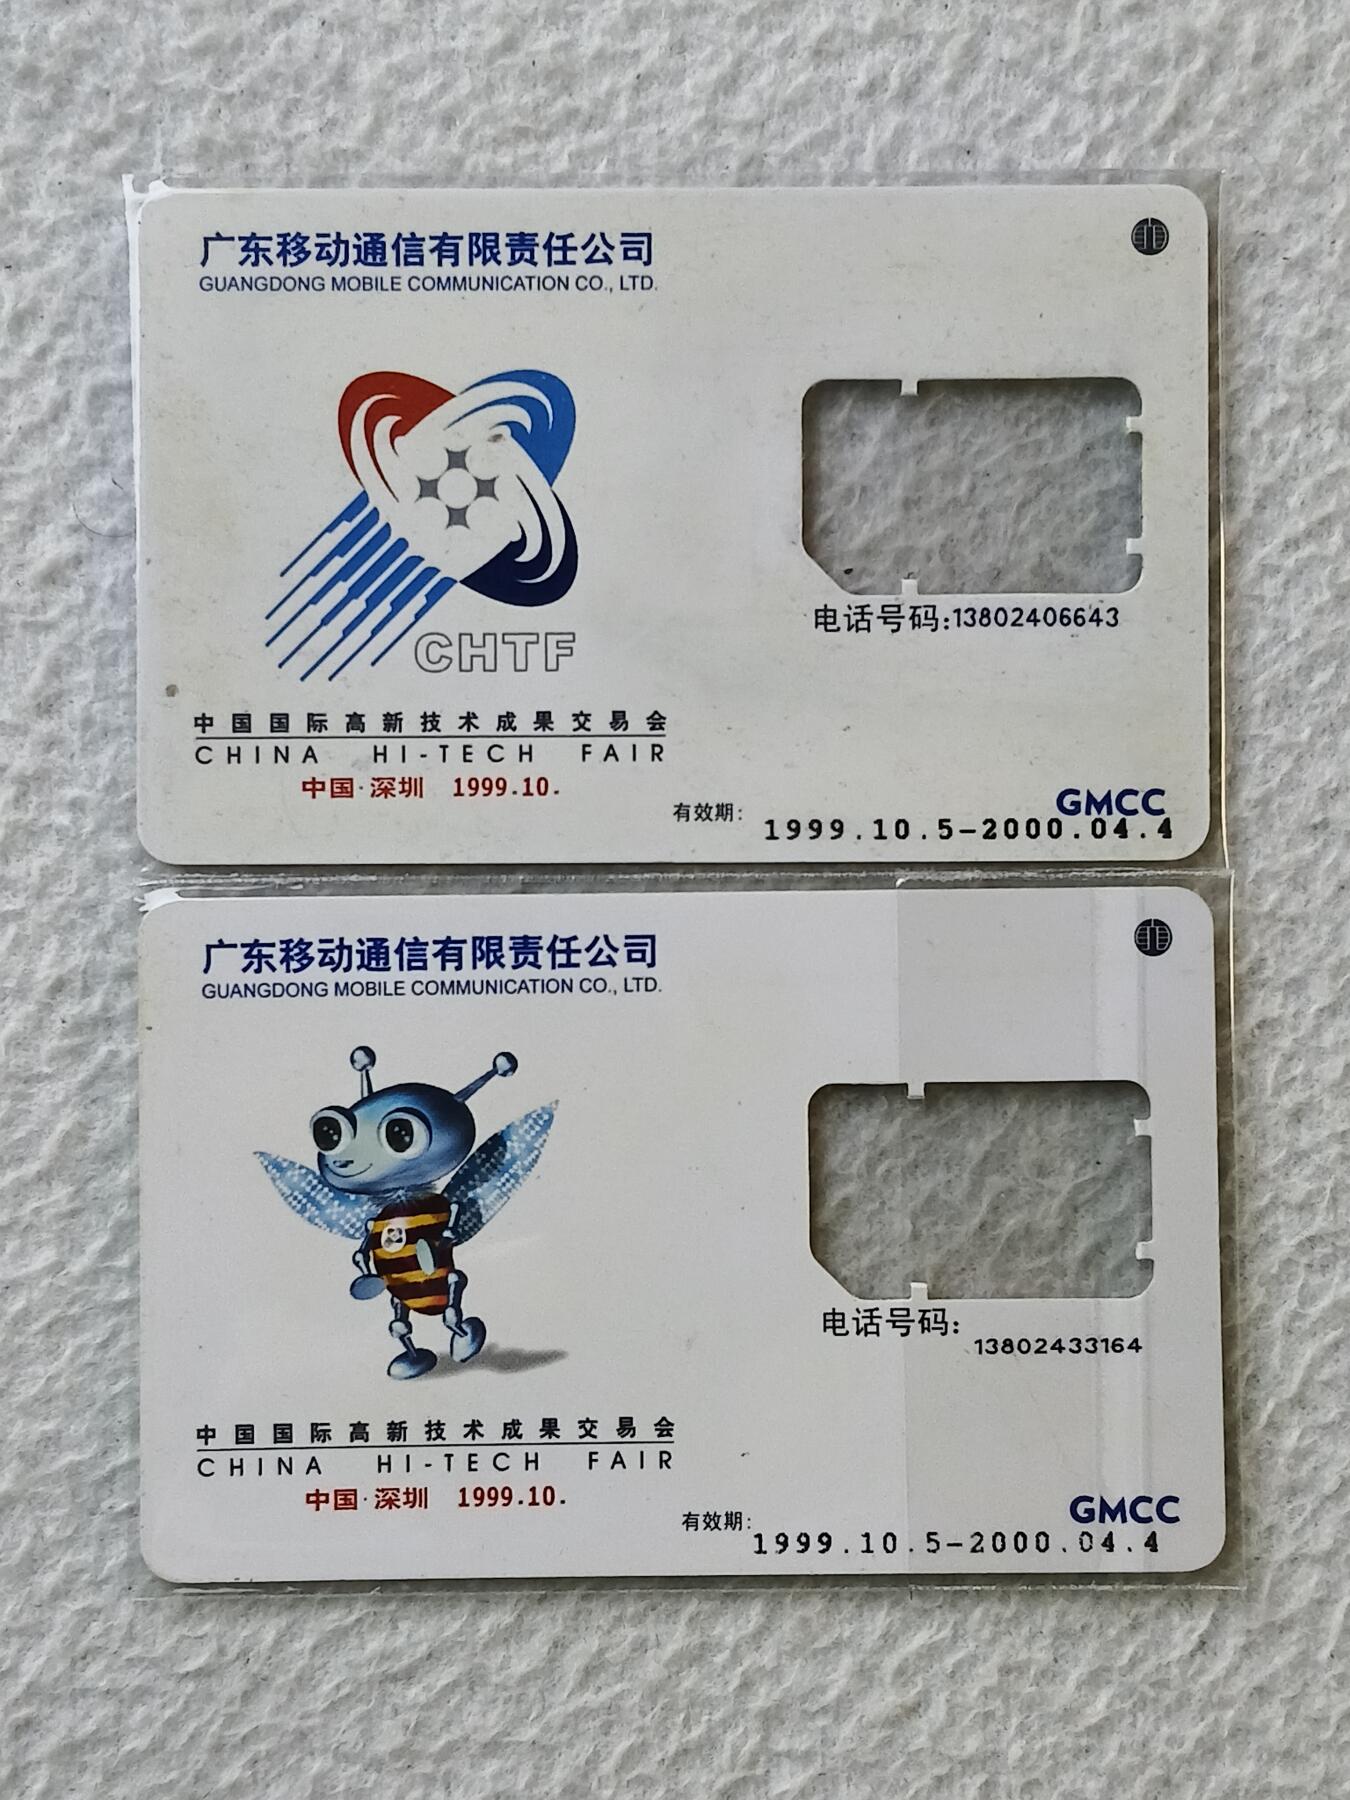 广东移动通信有限责任公司
GUANGDONG MOBILE COMMUNICATION CO., LTD.
CHTF
电话号码:13802406643
中国国际高新技术成果交易会
CHINA HI-TECH FAIR
中国·深圳 1999.10.
GMCC
有效期: 1999.10.5-2000.04.4
广东移动通信有限责任公司
GUANGDONG MOBILE COMMUNICATION CO., LTD.
电话号码:
13802433164
中国国际高新技术成果交易会
CHINA HI-TECH FAIR
中国·深圳 1999.10.
GMCC
有效期: 1999.10.5-2000.04.4